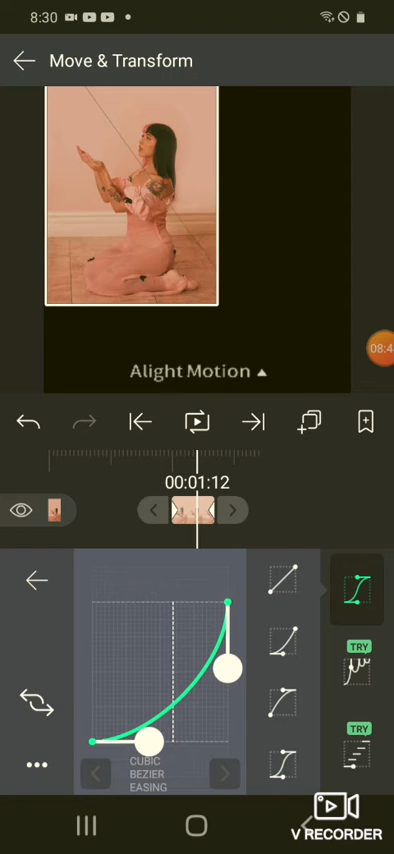 8:30
Move & Transform
08:4
Alight Motion
00:01:12
TRY
TRY
CUBIC
BEZIER
EASING
V RECORDER